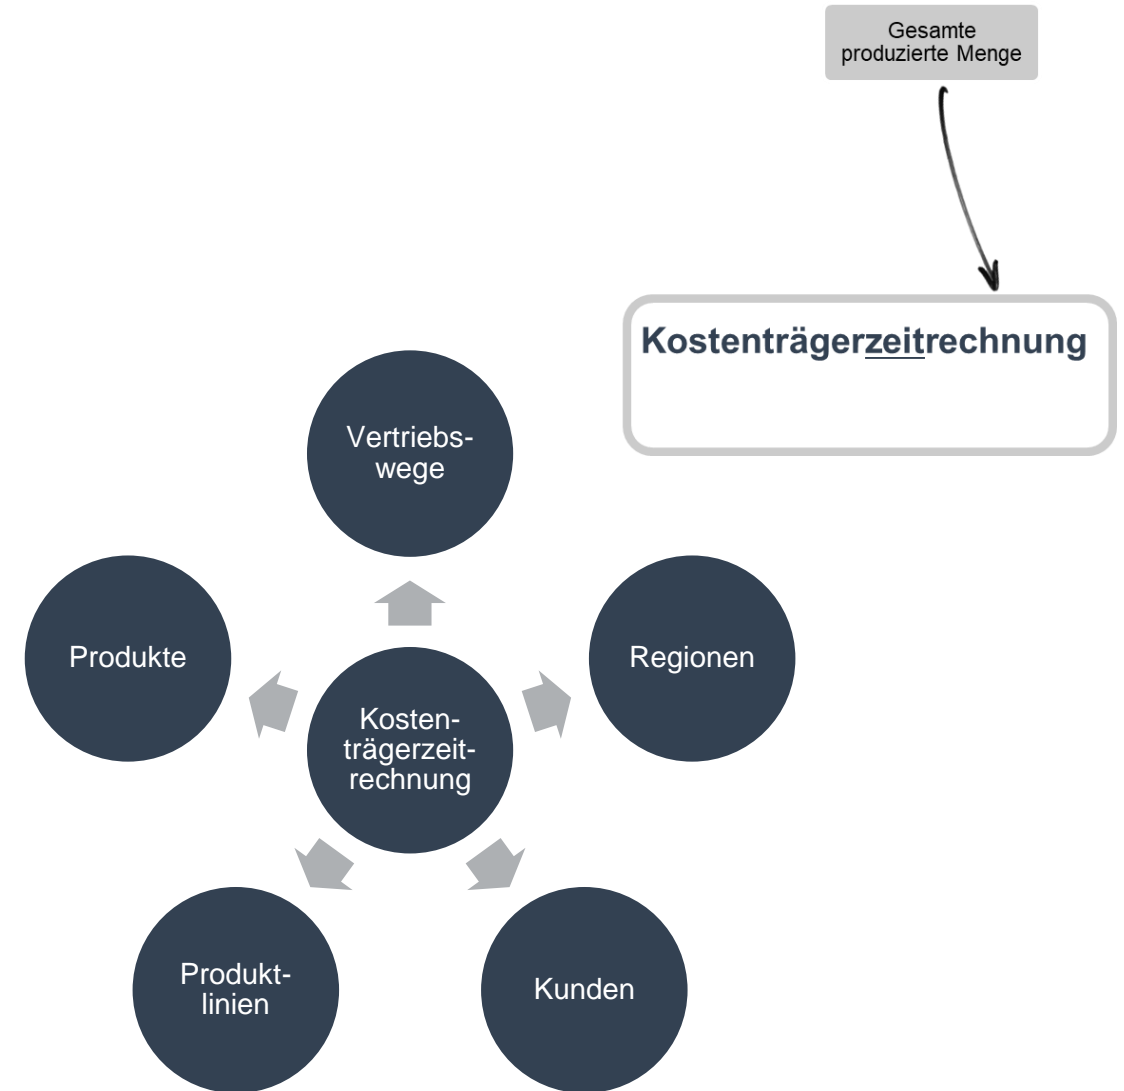 Gesamte
produzierte Menge
Kostenträgerzeitrechnung
Vertriebs-
wege
Produkte
Regionen
Kosten-
trägerzeit-
rechnung
Produkt-
linien
Kunden